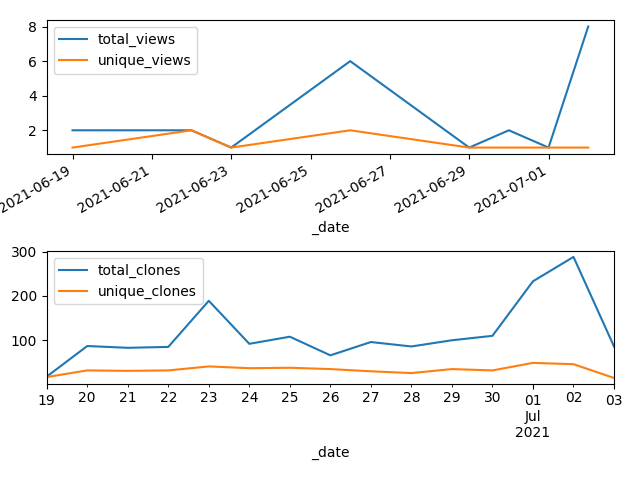 8
6
4
2
total_views
unique_views
2021-06-19
2021-06-21
2021-06-23
2021-06-25
2021-06-27
2021-06-29
2021-07-01
_date
300
200
100
total_clones
unique_clones
19 20 21 22 23 24 25 26 27 28 29 30 01 02 03
Jul
2021
_date